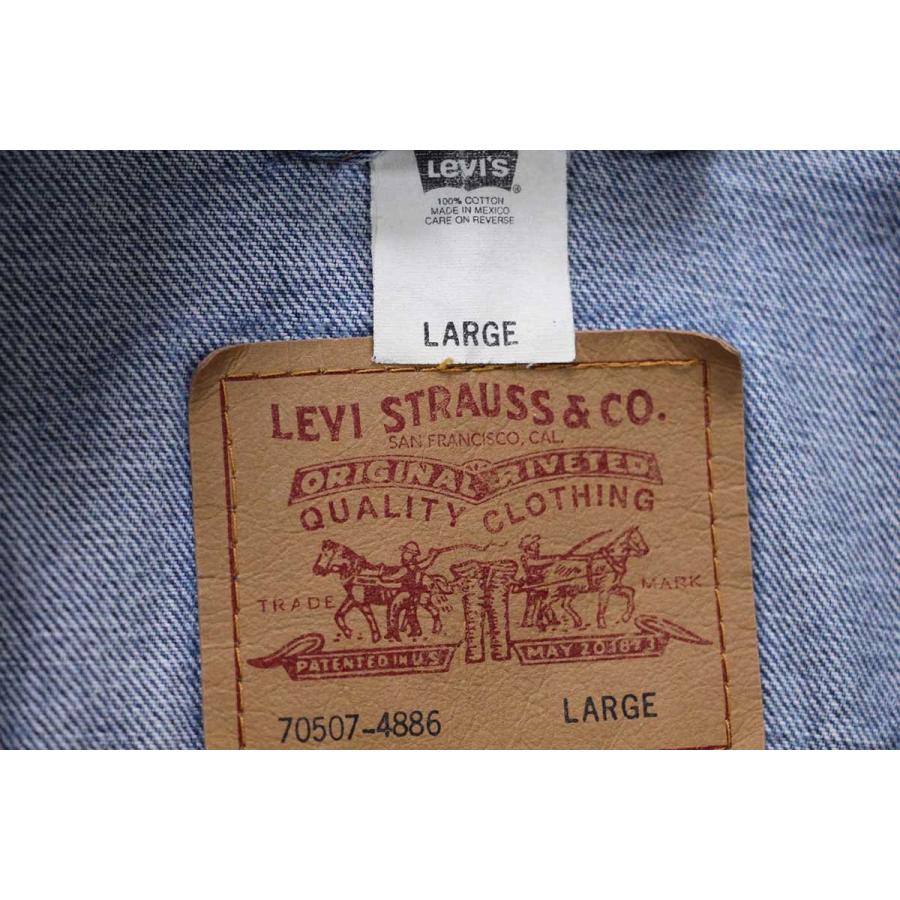 Levi's ®
100% COTTON
MADE IN MEXICO
CARE ON REVERSE
LARGE
LEVI STRAUSS & CO.
SAN FRANCISCO, CAL.
ORIGINAL RIVETED
QUALITY CLOTHING
TRADE MARK
PATENTED IN U.S. MAY 20 1873
70507-4886 LARGE